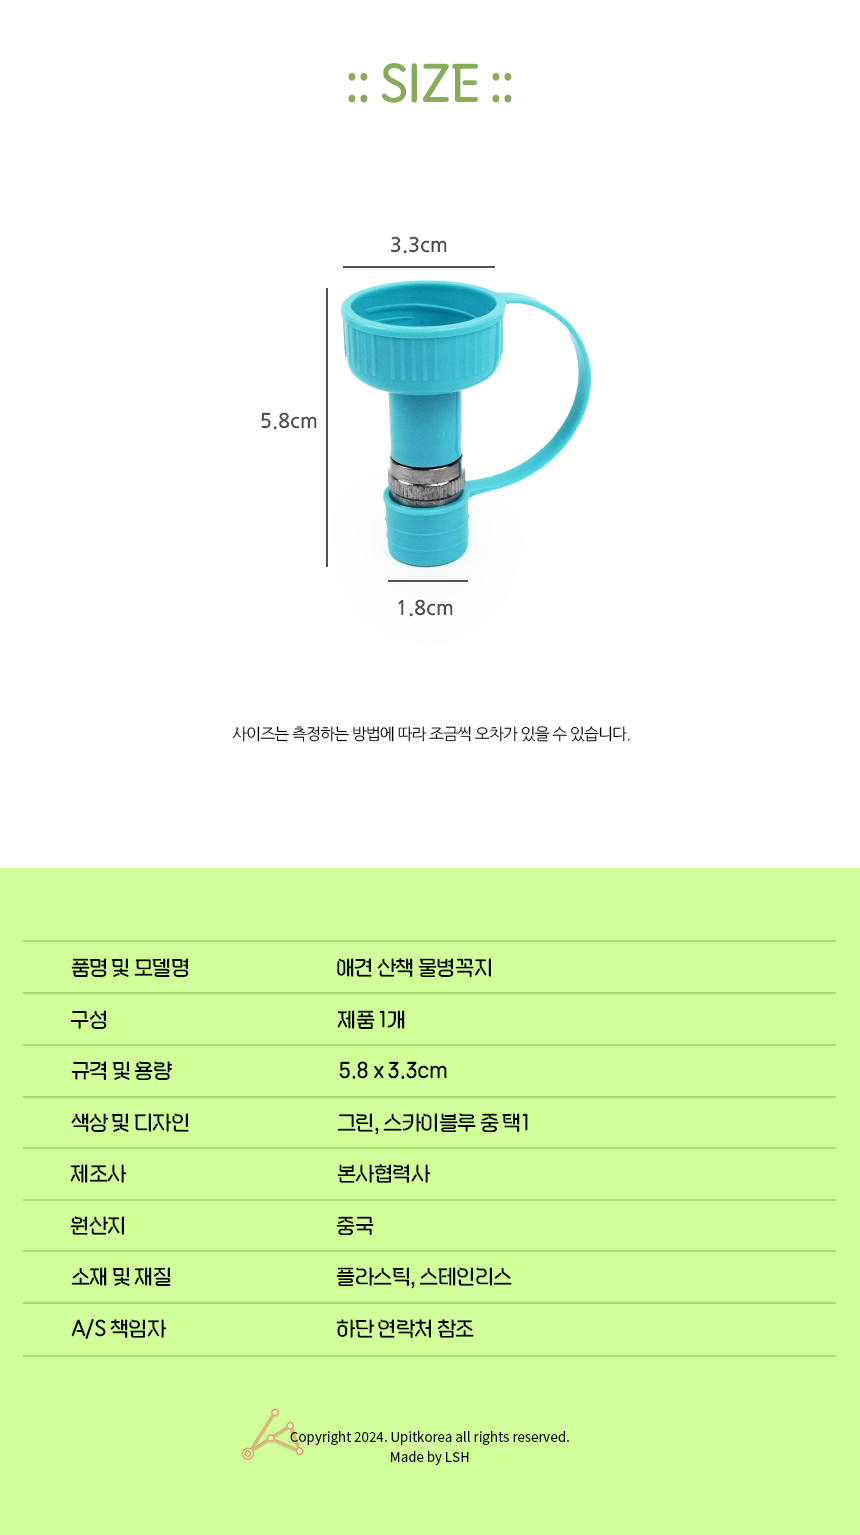 :: SIZE ::
3.3cm
5.8cm
1.8cm
사이즈는 측정하는 방법에 따라 조금씩 오차가 있을 수 있습니다.
품명 및 모델명 애견 산책 물병꼭지
구성 제품 1개
규격 및 용량 5.8 x 3.3cm
색상 및 디자인 그린, 스카이블루 중 택1
제조사 본사협력사
원산지 중국
소재 및 재질 플라스틱, 스테인리스
A/S 책임자 하단 연락처 참조
Copyright 2024. Upitkorea all rights reserved.
Made by LSH